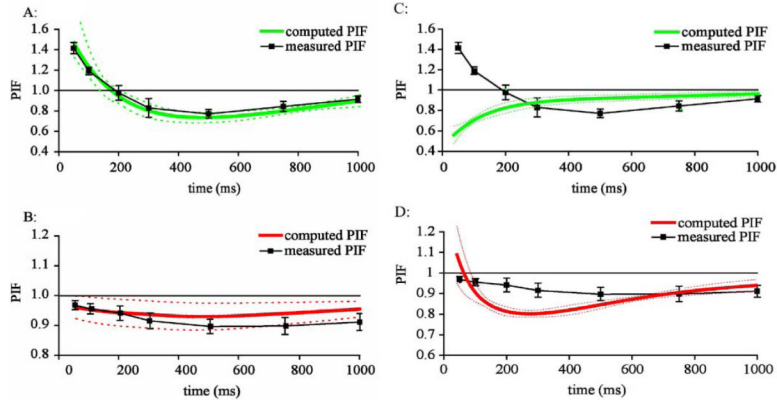 A:
computed PIF
measured PIF
1.6
1.4
1.2
1.0
0.8
0.6
0.4
PIF
0
200
400
600
800
1000
time (ms)
C:
computed PIF
measured PIF
1.6
1.4
1.2
1
0.8
0.6
0.4
PIF
0
200
400
600
800
1000
time (ms)
B:
computed PIF
measured PIF
1.2
1.1
1.0
0.9
0.8
PIF
0
200
400
600
800
1000
time (ms)
D:
computed PIF
measured PIF
1.2
1.1
1
0.9
0.8
0.7
0.6
PIF
0
200
400
600
800
1000
time (ms)